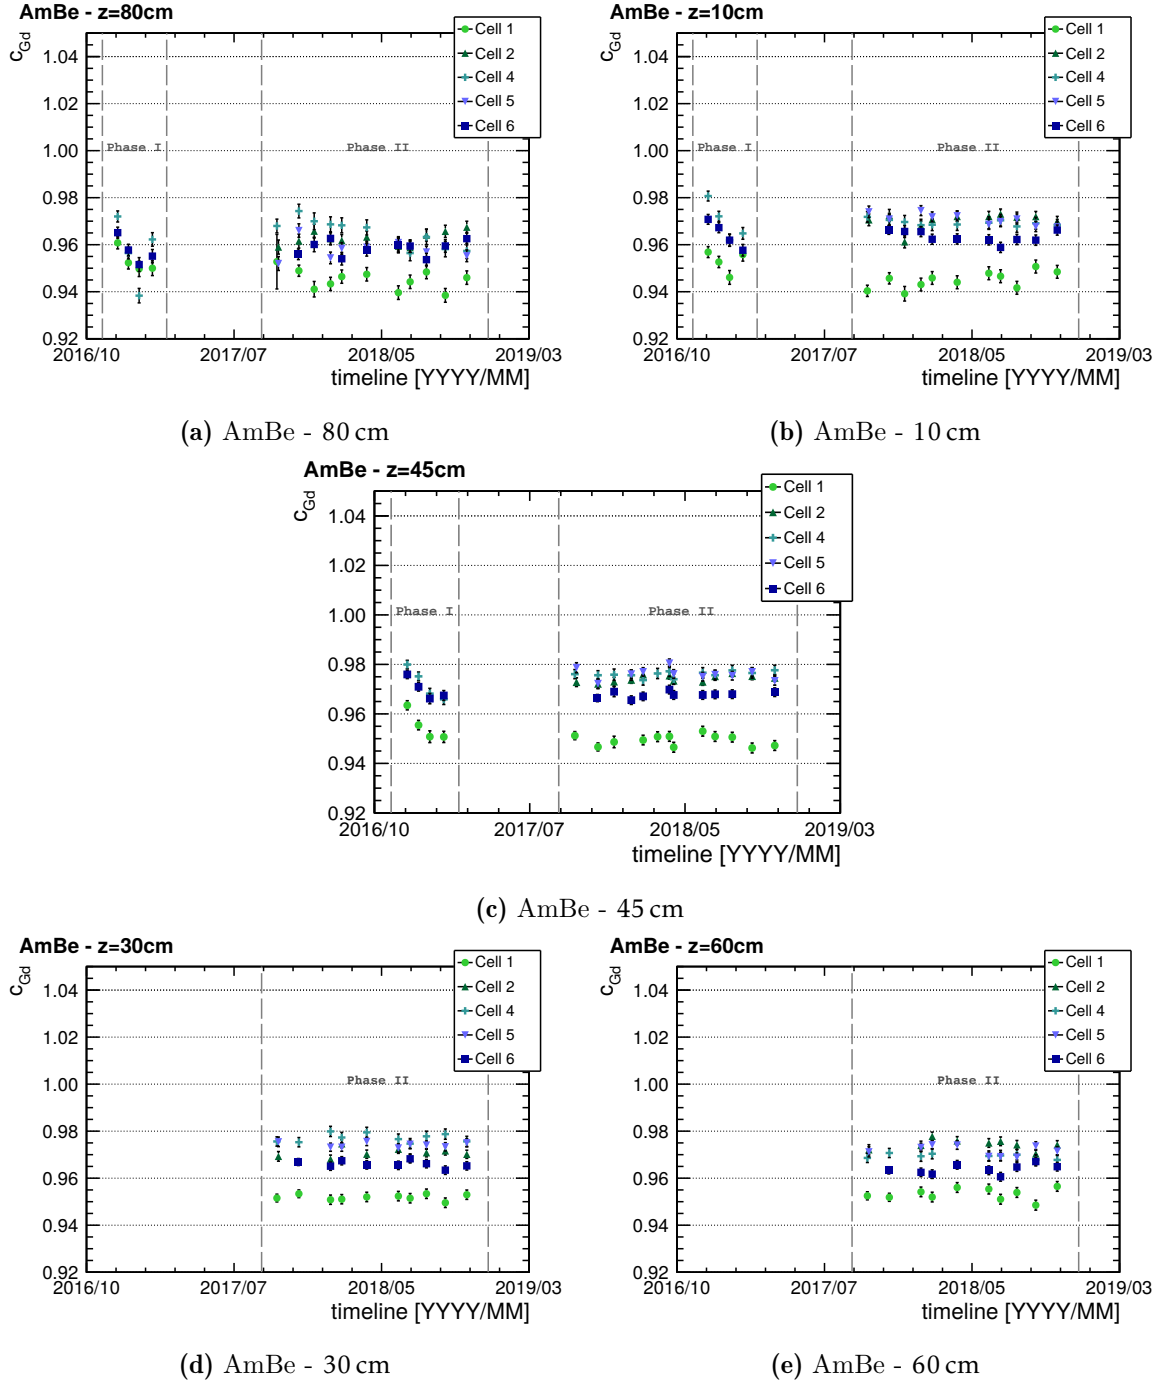 AmBe - z=80cm
cGd
1.04
1.02
1.00
0.98
0.96
0.94
0.92
Phase I
Phase II
Cell 1
Cell 2
Cell 4
Cell 5
Cell 6
2016/10
2017/07
2018/05
2019/03
timeline [YYYY/MM]
(a) AmBe - 80 cm
AmBe - z=10cm
cGd
1.04
1.02
1.00
0.98
0.96
0.94
0.92
Phase I
Phase II
Cell 1
Cell 2
Cell 4
Cell 5
Cell 6
2016/10
2017/07
2018/05
2019/03
timeline [YYYY/MM]
(b) AmBe - 10 cm
AmBe - z=45cm
cGd
1.04
1.02
1.00
0.98
0.96
0.94
0.92
Phase I
Phase II
Cell 1
Cell 2
Cell 4
Cell 5
Cell 6
2016/10
2017/07
2018/05
2019/03
timeline [YYYY/MM]
(c) AmBe - 45 cm
AmBe - z=30cm
cGd
1.04
1.02
1.00
0.98
0.96
0.94
0.92
Phase II
Cell 1
Cell 2
Cell 4
Cell 5
Cell 6
2016/10
2017/07
2018/05
2019/03
timeline [YYYY/MM]
(d) AmBe - 30 cm
AmBe - z=60cm
cGd
1.04
1.02
1.00
0.98
0.96
0.94
0.92
Phase II
Cell 1
Cell 2
Cell 4
Cell 5
Cell 6
2016/10
2017/07
2018/05
2019/03
timeline [YYYY/MM]
(e) AmBe - 60 cm